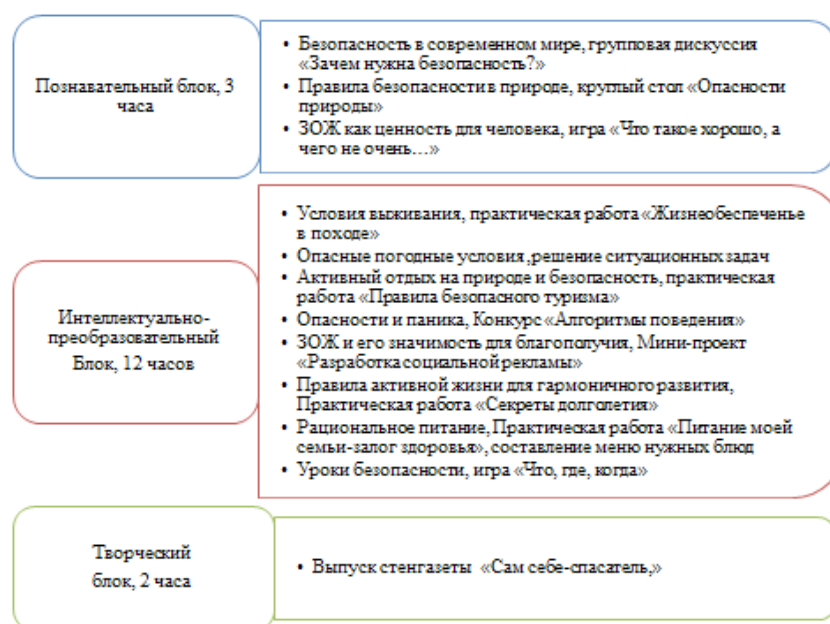 Познавательный блок, 3
часа
• Безопасность в современном мире, групповая дискуссия
«Зачем нужна безопасность?»
• Правила безопасности в природе, круглый стол «Опасности
природы»
• ЗОЖ как ценность для человека, игра «Что такое хорошо, а
чего не очень...»
Интеллектуально-
преобразовательный
Блок, 12 часов
• Условия выживания, практическая работа «Жизнеобеспеченье
в походе»
• Опасные погодные условия ,решение ситуационных задач
• Активный отдых на природе и безопасность, практическая
работа «Правила безопасного туризма»
• Опасности и паника, Конкурс «Алгоритмы поведения»
• ЗОЖ и его значимость для благополучия, Мини-проект
«Разработка социальной рекламы»
• Правила активной жизни для гармоничного развития,
Практическая работа «Секреты долголетия»
• Рациональное питание, Практическая работа «Питание моей
семьи-залог здоровья», составление меню нужных блюд
• Уроки безопасности, игра «Что, где, когда»
Творческий
блок, 2 часа
• Выпуск стенгазеты «Сам себе-спасатель,»